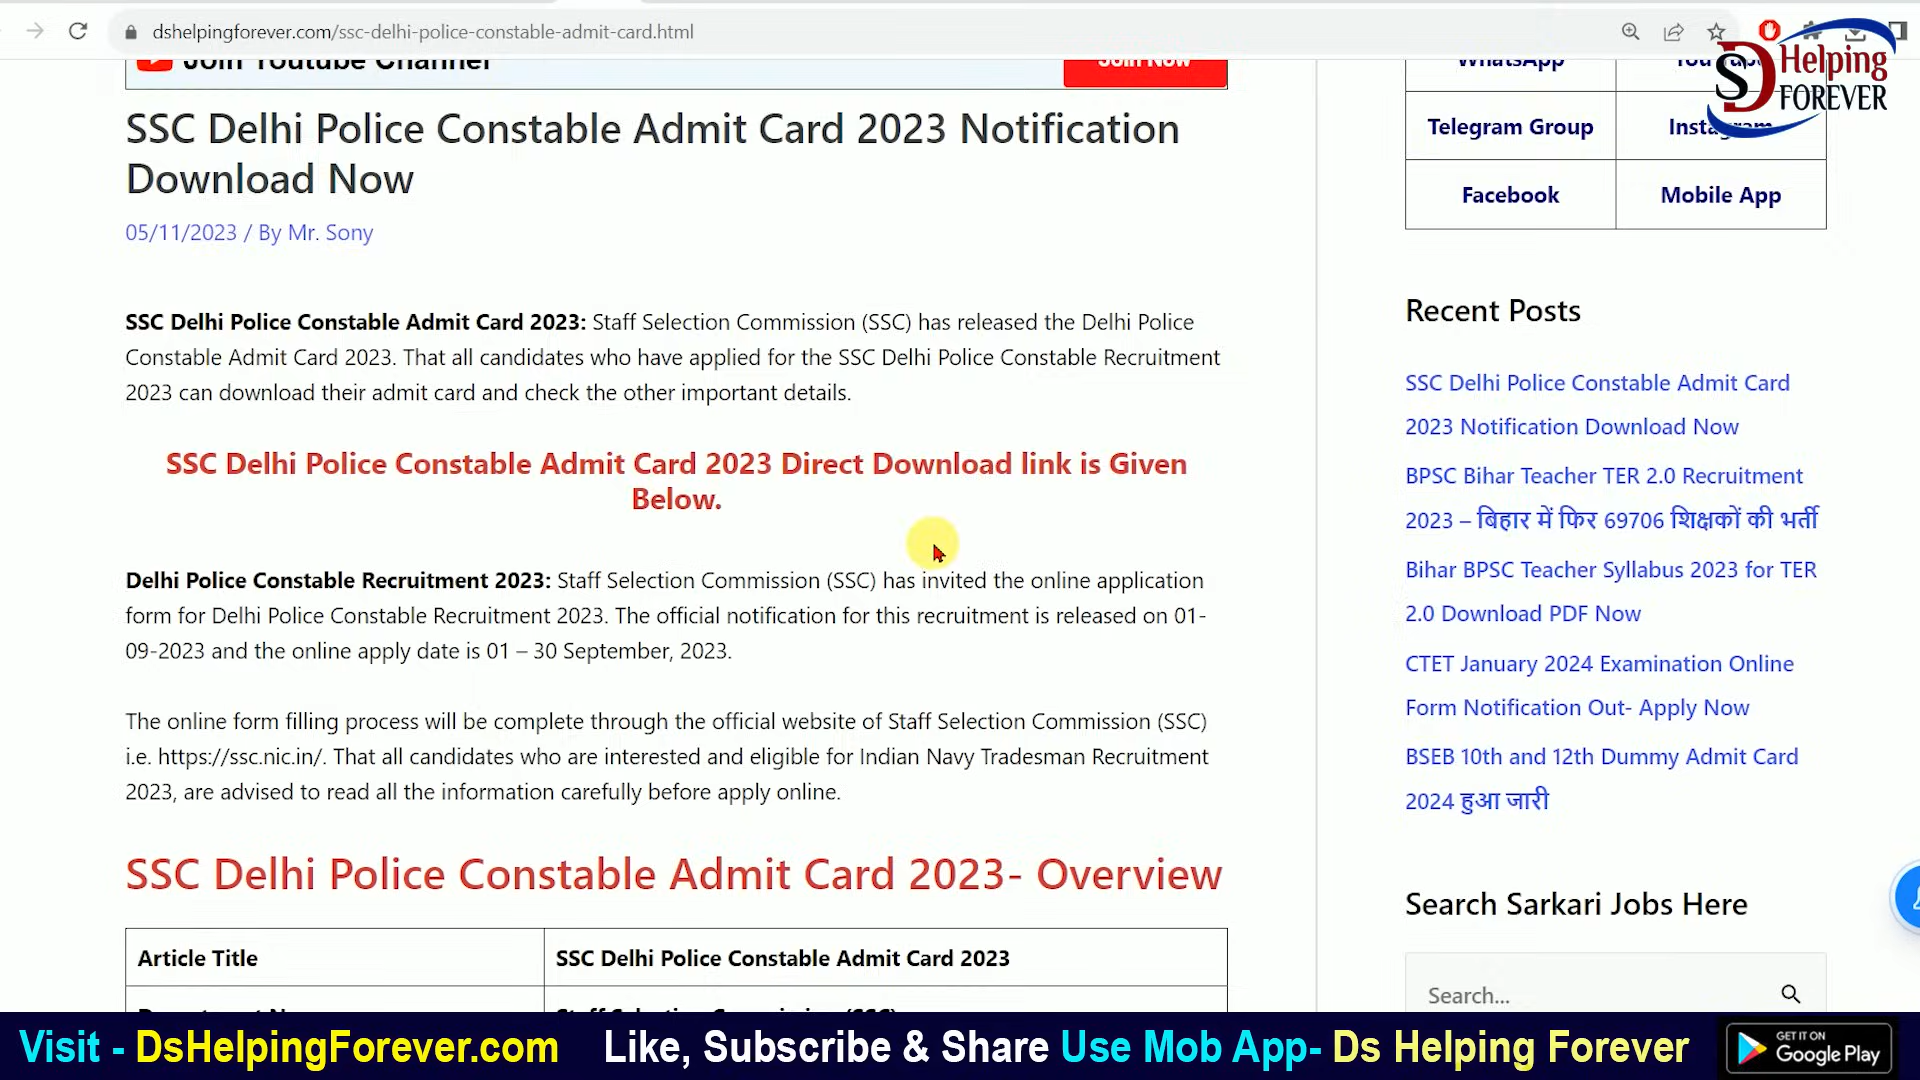 dshelpingforever.com/ssc-delhi-police-constable-admit-card.html
Join Youtube Channel
Join Now
WhatsApp
YouTube
SD Helping FOREVER
SSC Delhi Police Constable Admit Card 2023 Notification
Download Now
05/11/2023 / By Mr. Sony
Telegram Group
Instagram
Facebook
Mobile App
SSC Delhi Police Constable Admit Card 2023: Staff Selection Commission (SSC) has released the Delhi Police
Constable Admit Card 2023. That all candidates who have applied for the SSC Delhi Police Constable Recruitment
2023 can download their admit card and check the other important details.
SSC Delhi Police Constable Admit Card 2023 Direct Download link is Given
Below.
Delhi Police Constable Recruitment 2023: Staff Selection Commission (SSC) has invited the online application
form for Delhi Police Constable Recruitment 2023. The official notification for this recruitment is released on 01-
09-2023 and the online apply date is 01 – 30 September, 2023.
The online form filling process will be complete through the official website of Staff Selection Commission (SSC)
i.e. https://ssc.nic.in/. That all candidates who are interested and eligible for Indian Navy Tradesman Recruitment
2023, are advised to read all the information carefully before apply online.
SSC Delhi Police Constable Admit Card 2023- Overview
Article Title
SSC Delhi Police Constable Admit Card 2023
Staff Selection Commission (SSC)
Recent Posts
SSC Delhi Police Constable Admit Card
2023 Notification Download Now
BPSC Bihar Teacher TER 2.0 Recruitment
2023 – बिहार में फिर 69706 शिक्षकों की भर्ती
Bihar BPSC Teacher Syllabus 2023 for TER
2.0 Download PDF Now
CTET January 2024 Examination Online
Form Notification Out- Apply Now
BSEB 10th and 12th Dummy Admit Card
2024 हुआ जारी
Search Sarkari Jobs Here
Search...
Visit - DsHelpingForever.com Like, Subscribe & Share Use Mob App- Ds Helping Forever
GET IT ON
Google Play